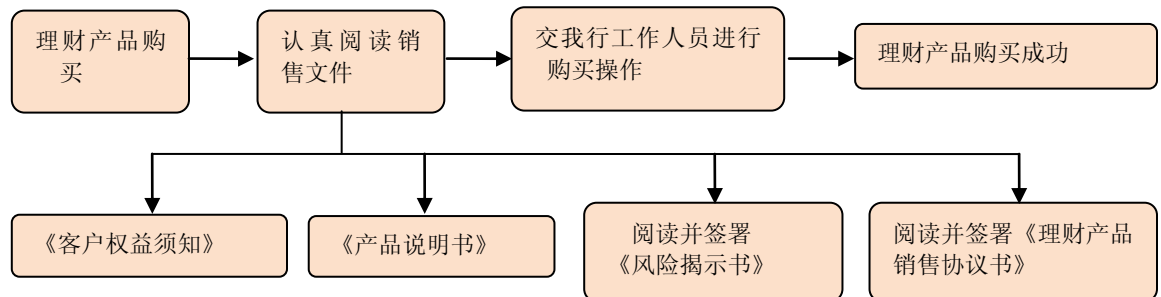 理财产品购
买
认真阅读销
售文件
交我行工作人员进行
购买操作
理财产品购买成功
《客户权益须知》
《产品说明书》
阅读并签署
《风险揭示书》
阅读并签署《理财产品
销售协议书》